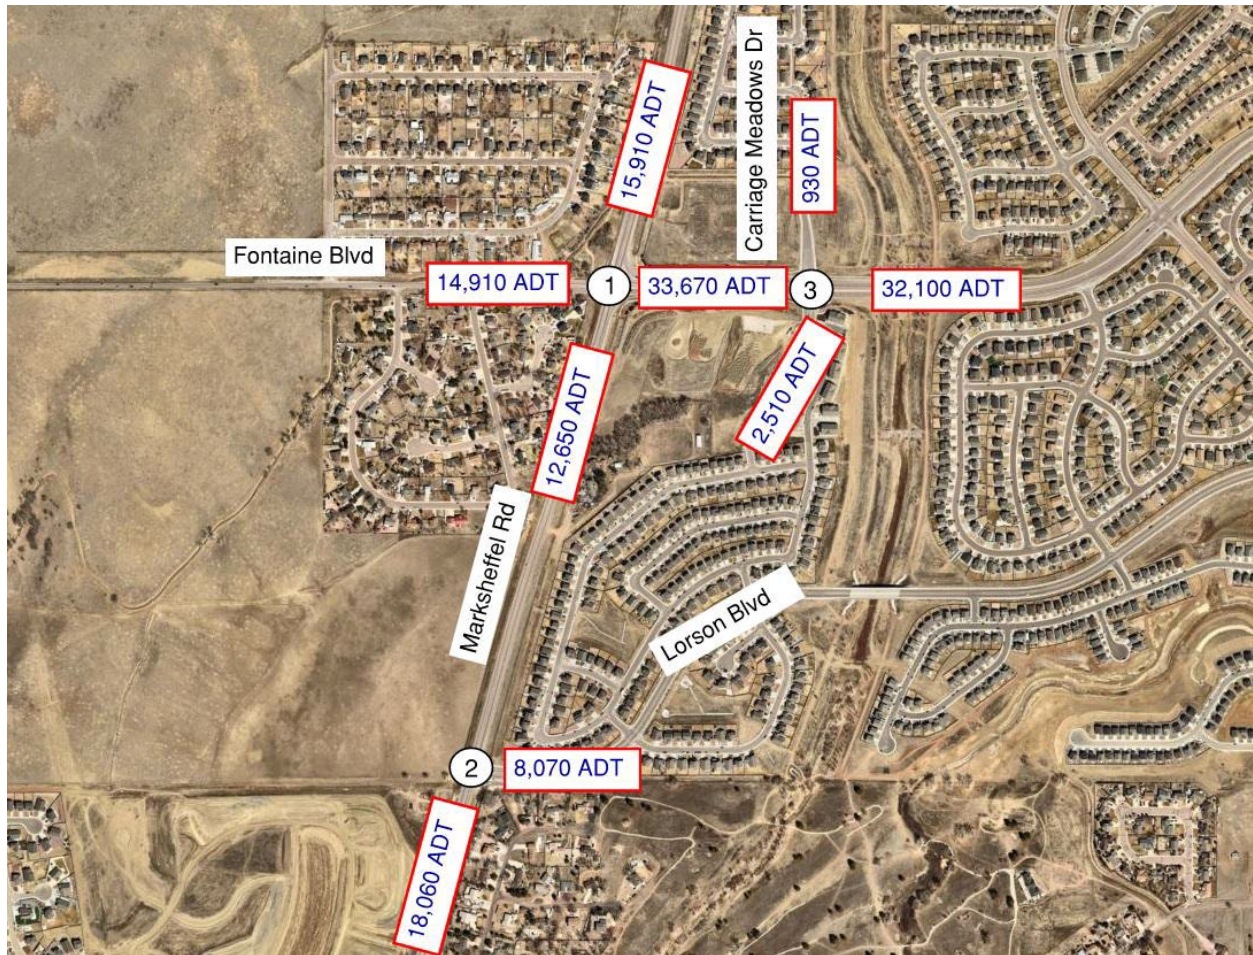 Carriage Meadows Dr
15,910 ADT
930 ADT
Fontaine Blvd
14,910 ADT
1
33,670 ADT
3
32,100 ADT
2,510 ADT
12,650 ADT
Marksheffel Rd
Lorson Blvd
2
8,070 ADT
18,060 ADT